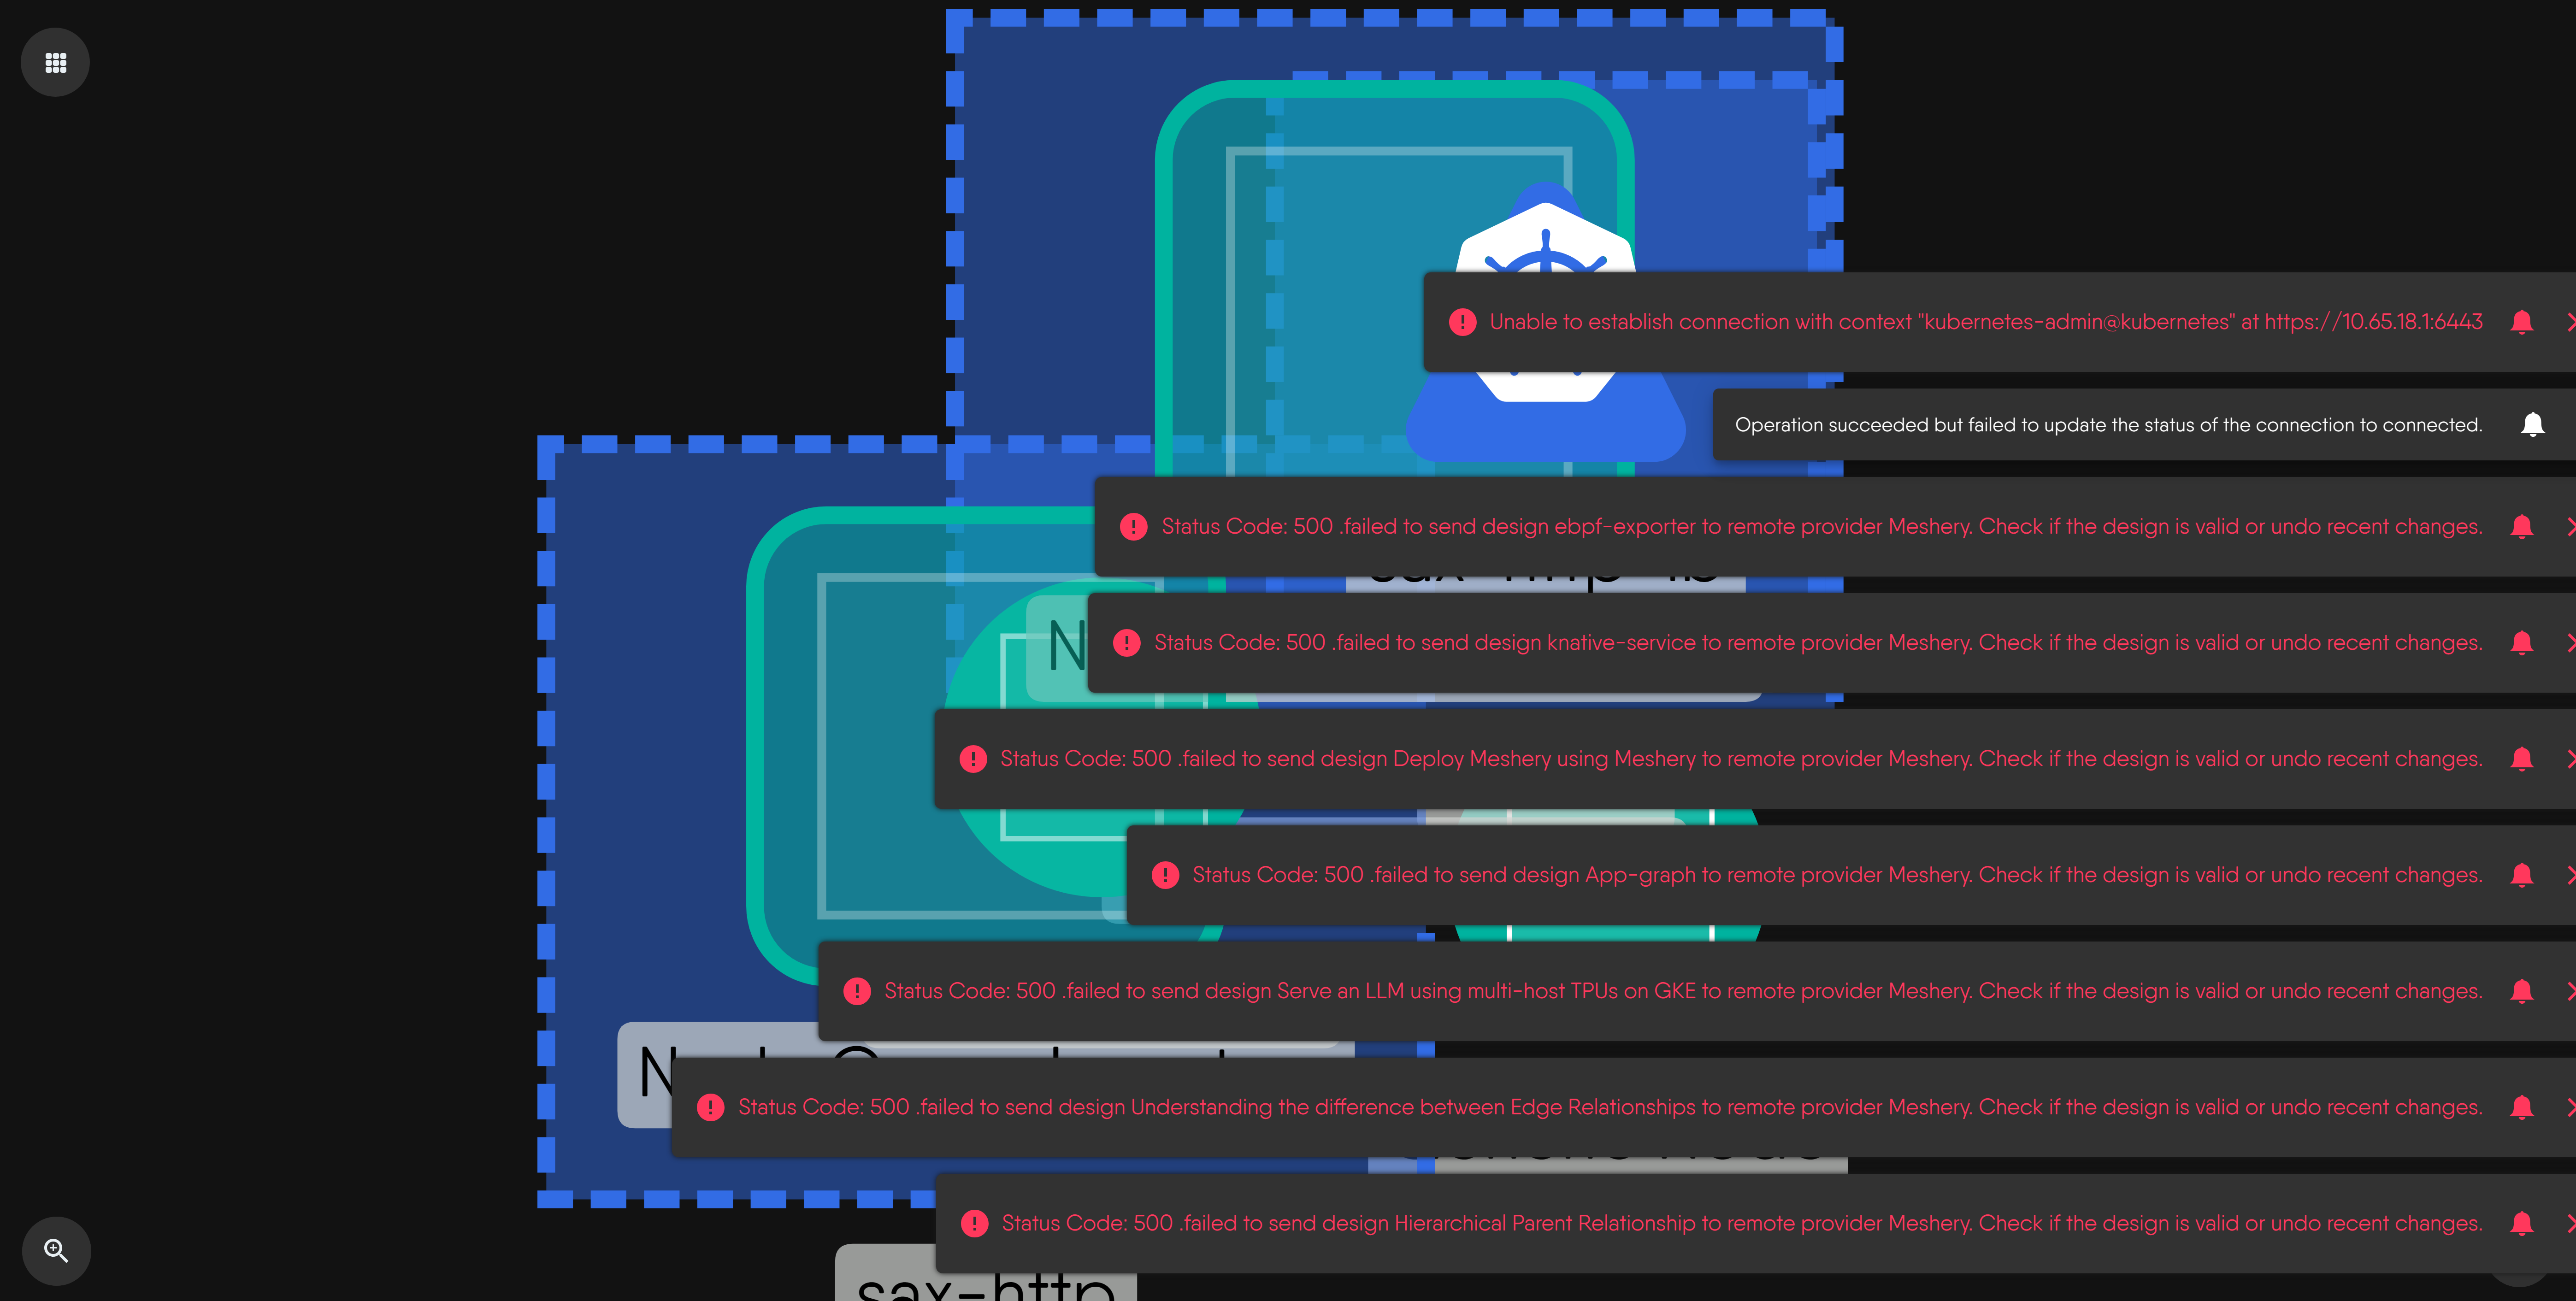 Unable to establish connection with context "kubernetes-admin@kubernetes" at https://10.65.18.1:6443
Operation succeeded but failed to update the status of the connection to connected.
Status Code: 500 .failed to send design ebpf-exporter to remote provider Meshery. Check if the design is valid or undo recent changes.
Status Code: 500 .failed to send design knative-service to remote provider Meshery. Check if the design is valid or undo recent changes.
Status Code: 500 .failed to send design Deploy Meshery using Meshery to remote provider Meshery. Check if the design is valid or undo recent changes.
Status Code: 500 .failed to send design App-graph to remote provider Meshery. Check if the design is valid or undo recent changes.
Status Code: 500 .failed to send design Serve an LLM using multi-host TPUs on GKE to remote provider Meshery. Check if the design is valid or undo recent changes.
Status Code: 500 .failed to send design Understanding the difference between Edge Relationships to remote provider Meshery. Check if the design is valid or undo recent changes.
Status Code: 500 .failed to send design Hierarchical Parent Relationship to remote provider Meshery. Check if the design is valid or undo recent changes.
sax-http